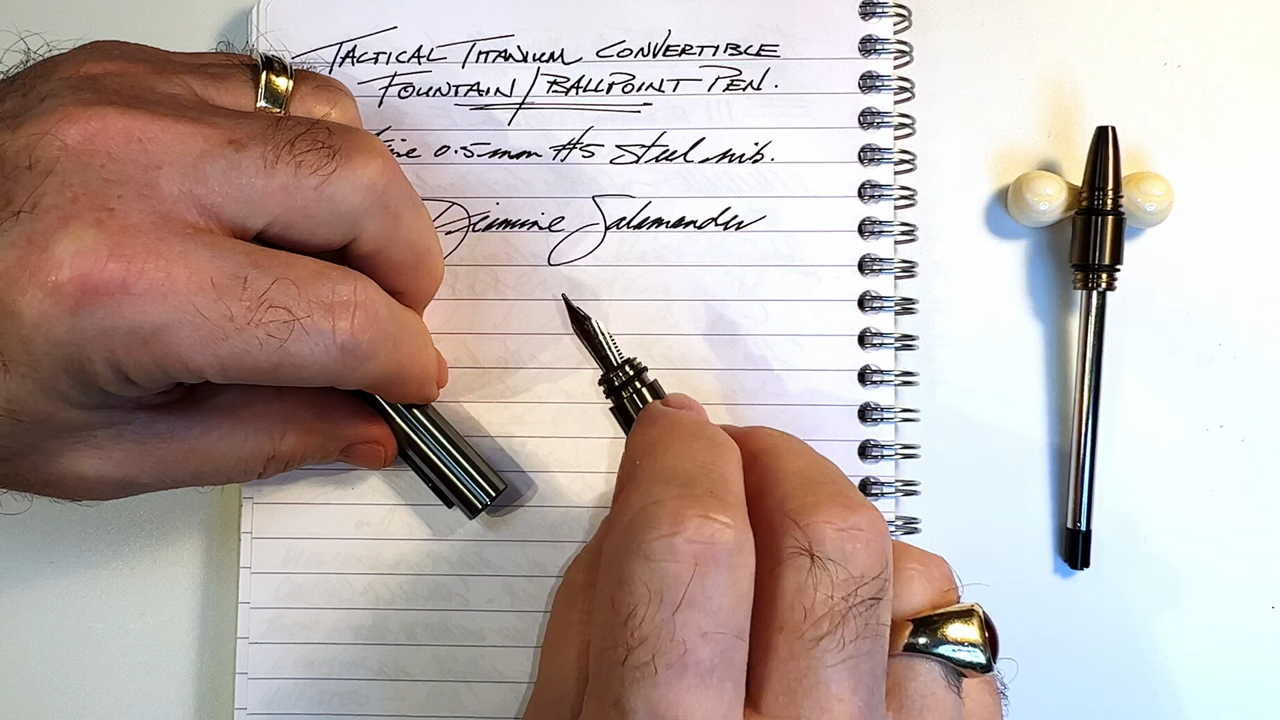 TACTICAL TITANIUM CONVERTIBLE
FOUNTAIN/BALLPOINT PEN.
0.5mm #5 Steel nib.
Diamine Salamander